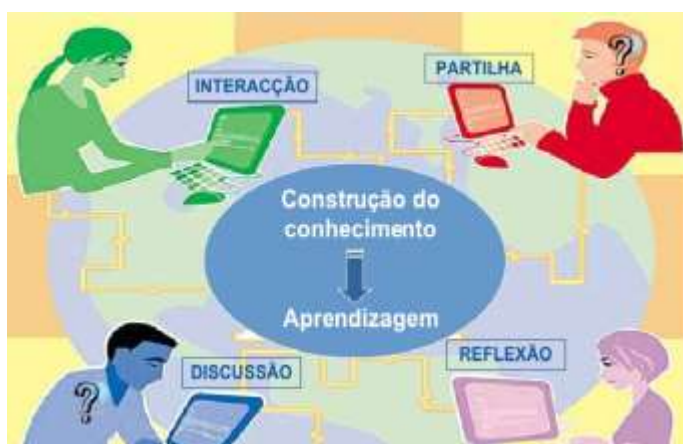 INTERACÇÃO
PARTILHA
?
Construção do
conhecimento
Aprendizagem
?
DISCUSSÃO
REFLEXÃO